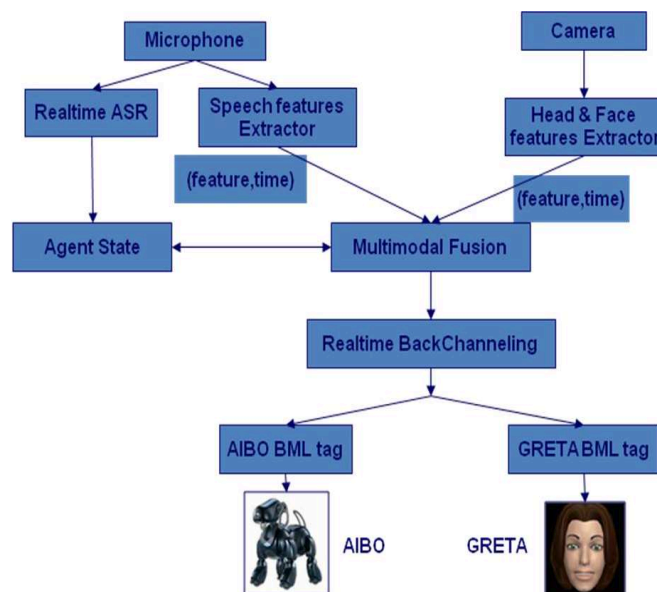 Microphone
Camera
Realtime ASR
Speech features
Extractor
Head & Face
features Extractor
(feature,time)
(feature,time)
Agent State
Multimodal Fusion
Realtime BackChanneling
AIBO BML tag
GRETA BML tag
AIBO
GRETA